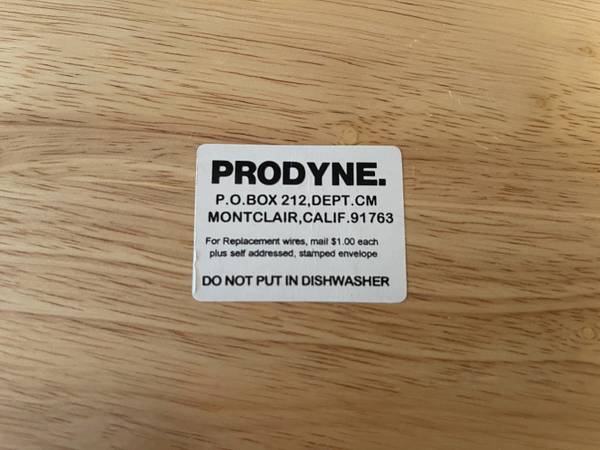 PRODYNE.
P.O.BOX 212,DEPT.CM
MONTCLAIR,CALIF.91763
For Replacement wires, mail $1.00 each
plus self addressed, stamped envelope
DO NOT PUT IN DISHWASHER